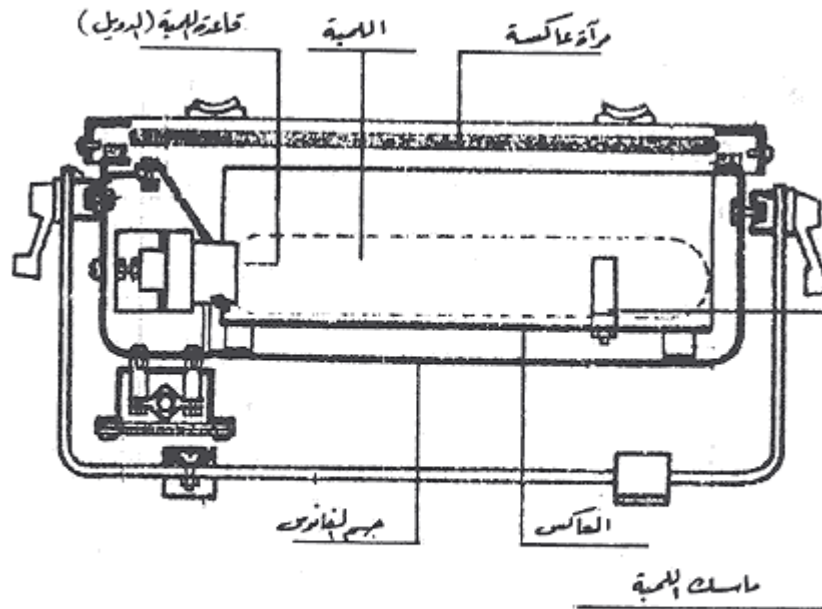 مرآة عاكسة
اللمبة
قاعدة اللمبة (الدويل)
العاكس
جسم الفانوس
ماسك اللمبة